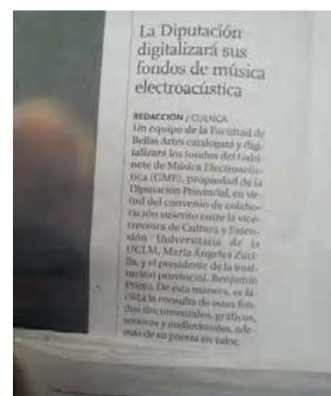 La Diputación
digitalizará sus
fondos de música
electroacústica
REDACCIÓN / CUENCA
Un equipo de la Facultad de
Bellas Artes catalogará y digi-
talizará los fondos del Gabi-
nete de Música Electroacús-
tica (GME), propiedad de la
Diputación Provincial, en vir-
tud del convenio de colabo-
ración suscrito entre la vice-
rrectora de Cultura y Exten-
sión Universitaria de la
UCLM, María Ángeles Zuri-
lla, y el presidente de la insti-
tución provincial, Benjamín
Prieto. De esta manera, se fa-
cilita la consulta de estos fon-
dos documentales, gráficos,
sonoros y audiovisuales, ade-
más de su puesta en valor.